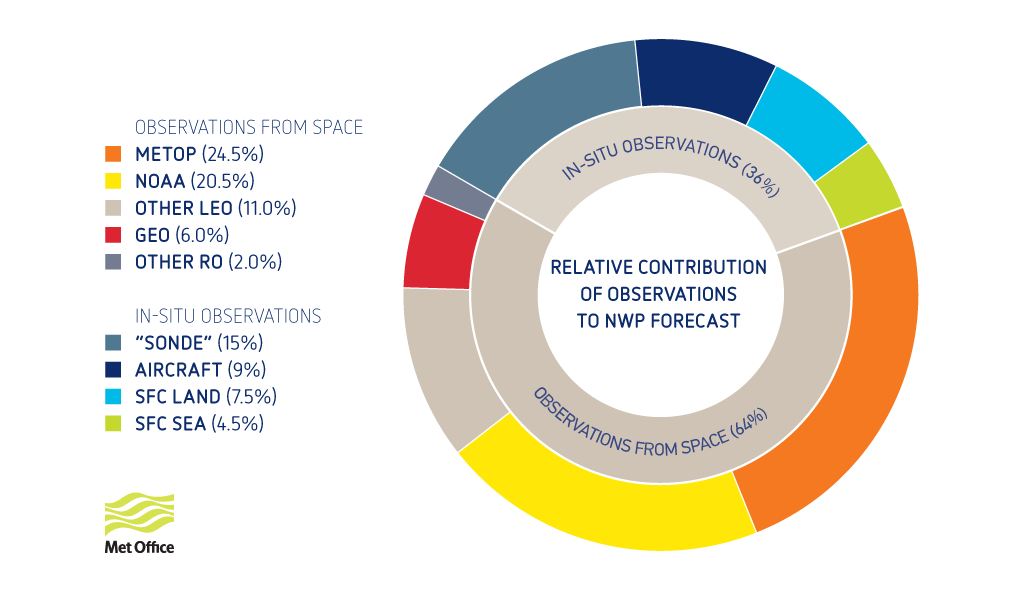 OBSERVATIONS FROM SPACE
METOP (24.5%)
NOAA (20.5%)
OTHER LEO (11.0%)
GEO (6.0%)
OTHER RO (2.0%)
IN-SITU OBSERVATIONS
”SONDE” (15%)
AIRCRAFT (9%)
SFC LAND (7.5%)
SFC SEA (4.5%)
Met Office
IN-SITU OBSERVATIONS (36%)
RELATIVE CONTRIBUTION
OF OBSERVATIONS
TO NWP FORECAST
OBSERVATIONS FROM SPACE (64%)